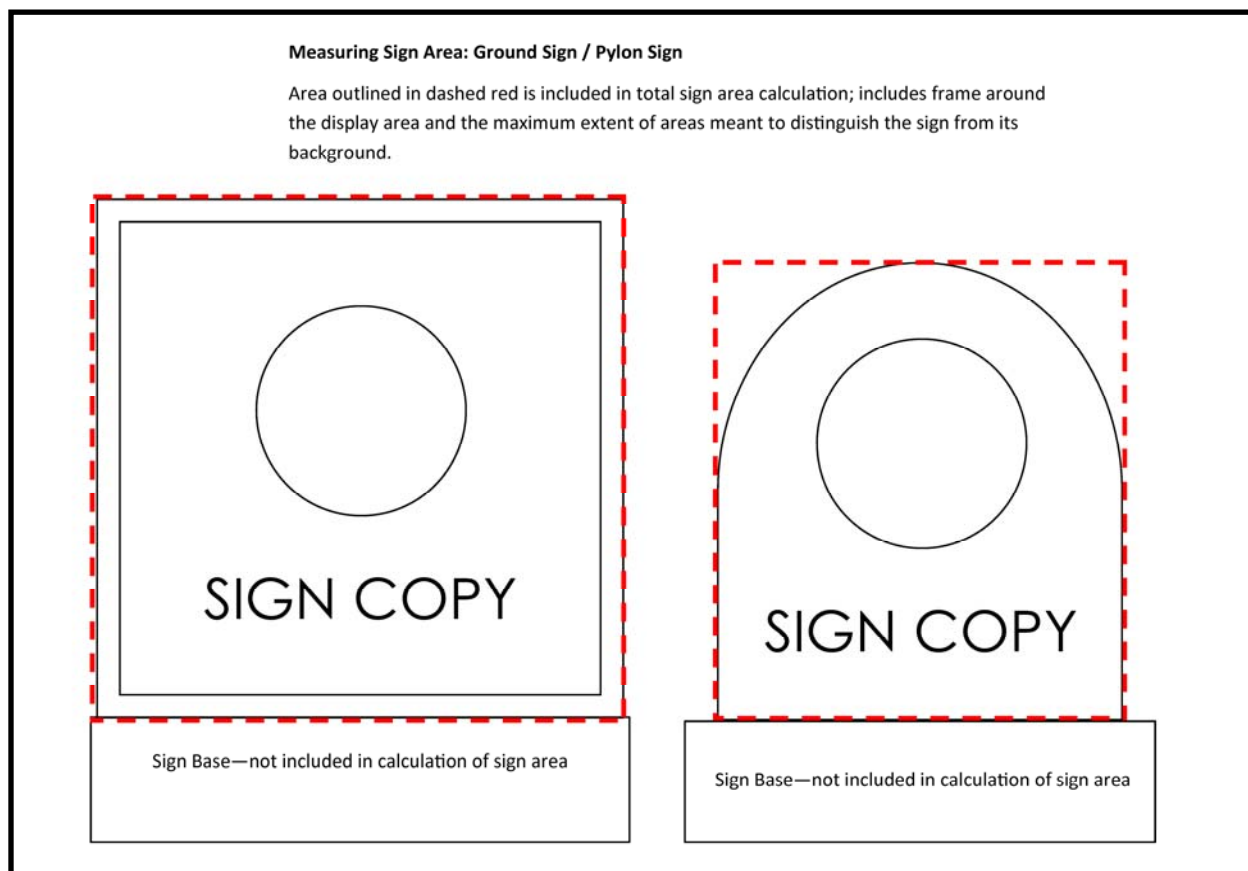 Measuring Sign Area: Ground Sign / Pylon Sign
Area outlined in dashed red is included in total sign area calculation; includes frame around
the display area and the maximum extent of areas meant to distinguish the sign from its
background.
SIGN COPY
SIGN COPY
Sign Base—not included in calculation of sign area
Sign Base—not included in calculation of sign area